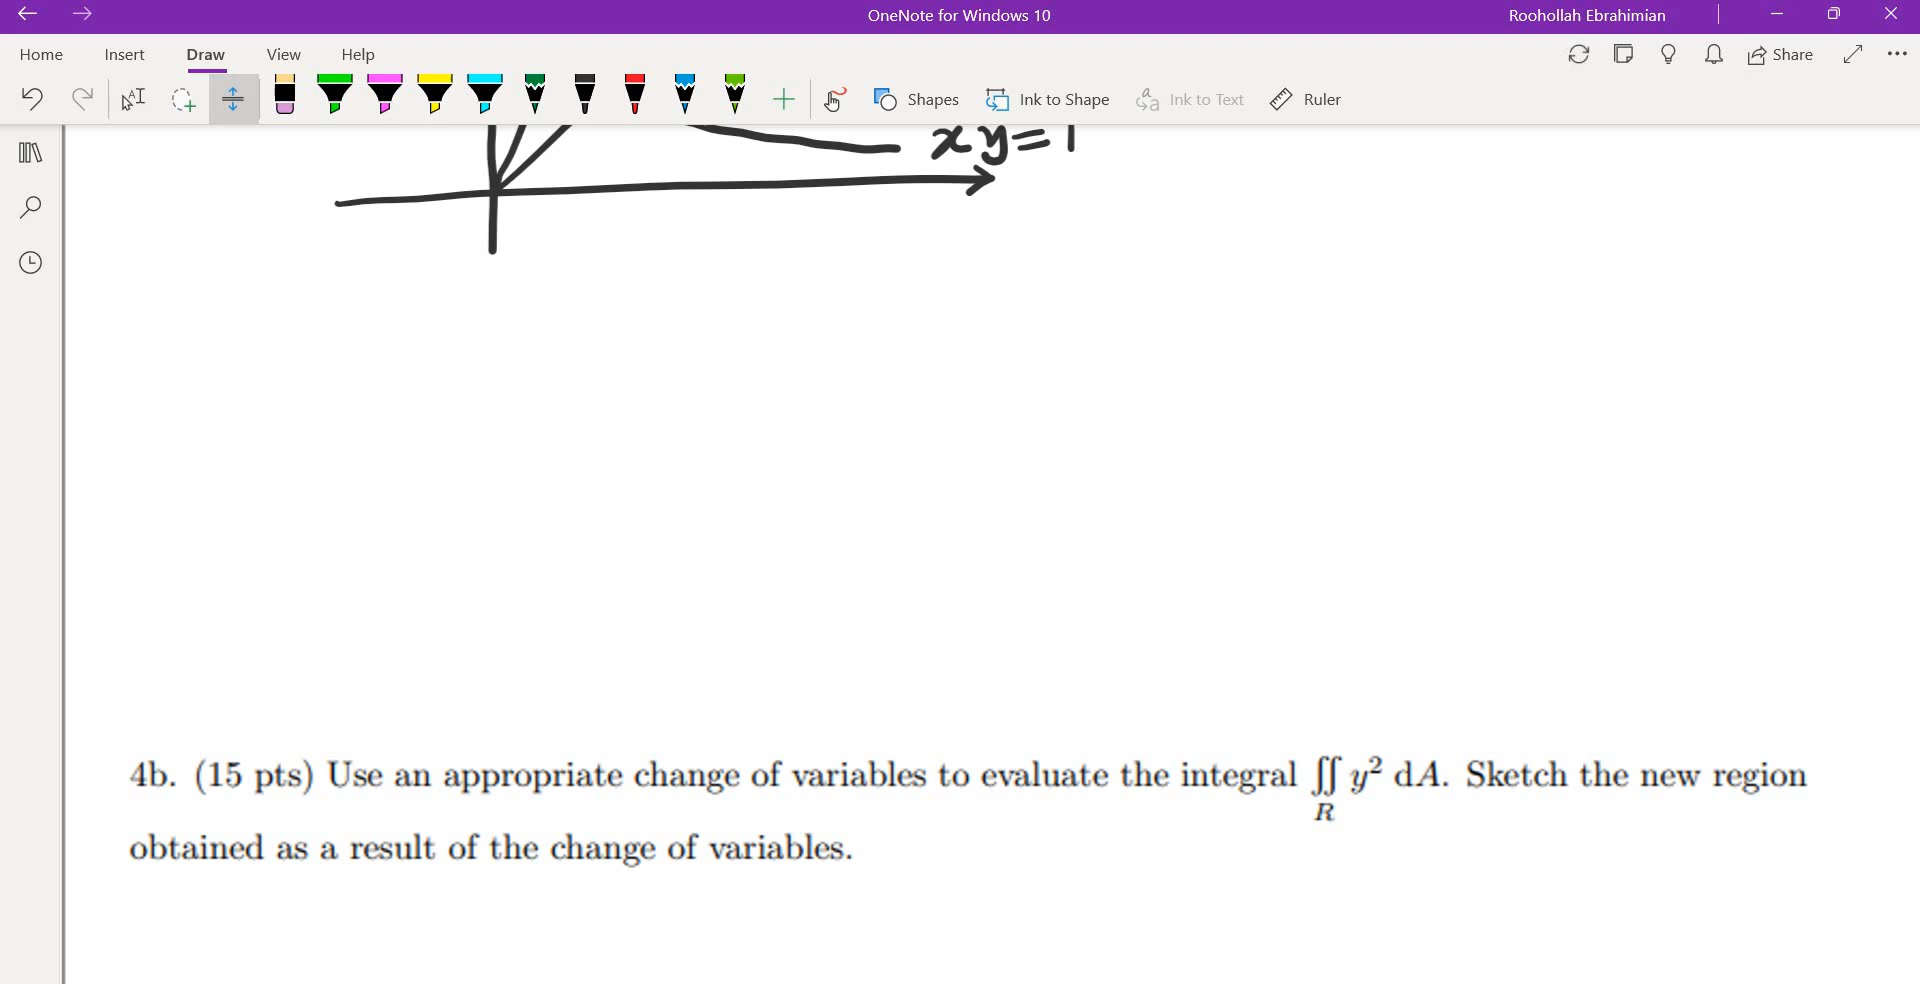 OneNote for Windows 10
Roohollah Ebrahimian
Home Insert Draw View Help
Share
Shapes Ink to Shape Ink to Text Ruler
xy=1
4b. (15 pts) Use an appropriate change of variables to evaluate the integral ∬ y² dA. Sketch the new region
R
obtained as a result of the change of variables.